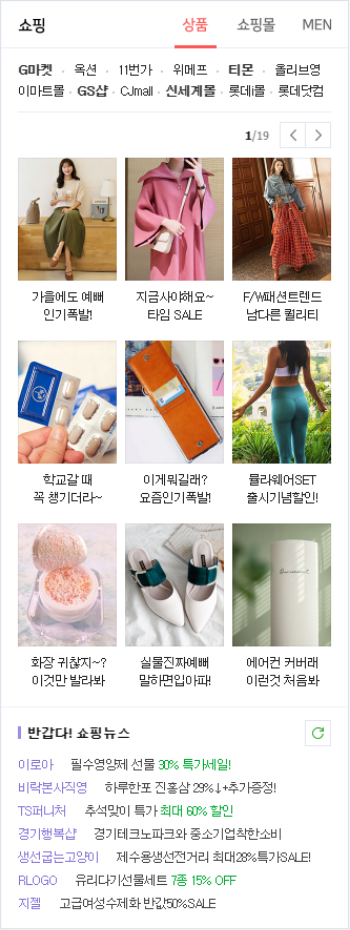 쇼핑
상품 쇼핑몰 MEN
G마켓 · 옥션 · 11번가 · 위메프 · 티몬 · 올리브영
이마트몰 · GS샵 · CJmall · 신세계몰 · 롯데i몰 · 롯데닷컴
1/19
가을에도 예뻐
인기폭발!
지금사야해요~
타임 SALE
F/W패션트렌드
남다른 퀄리티
학교갈 때
꼭 챙기더라~
이게뭐길래?
요즘인기폭발!
뮬라웨어SET
출시기념할인!
화장 귀찮지~?
이것만 발라봐
실물진짜예뻐
말하면입아파!
에어컨 커버래
이런것 처음봐
반갑다! 쇼핑뉴스
이로아 필수영양제 선물 30% 특가세일!
비락본사직영 하루한포 진홍삼 29%↓+추가증정!
TS퍼니처 추석맞이 특가 최대 60% 할인
경기행복샵 경기테크노파크와 중소기업착한소비
생선굽는고양이 제수용생선전거리 최대28%특가SALE!
RLOGO 유리다기선물세트 7종 15% OFF
지젤 고급여성수제화 반값50%SALE